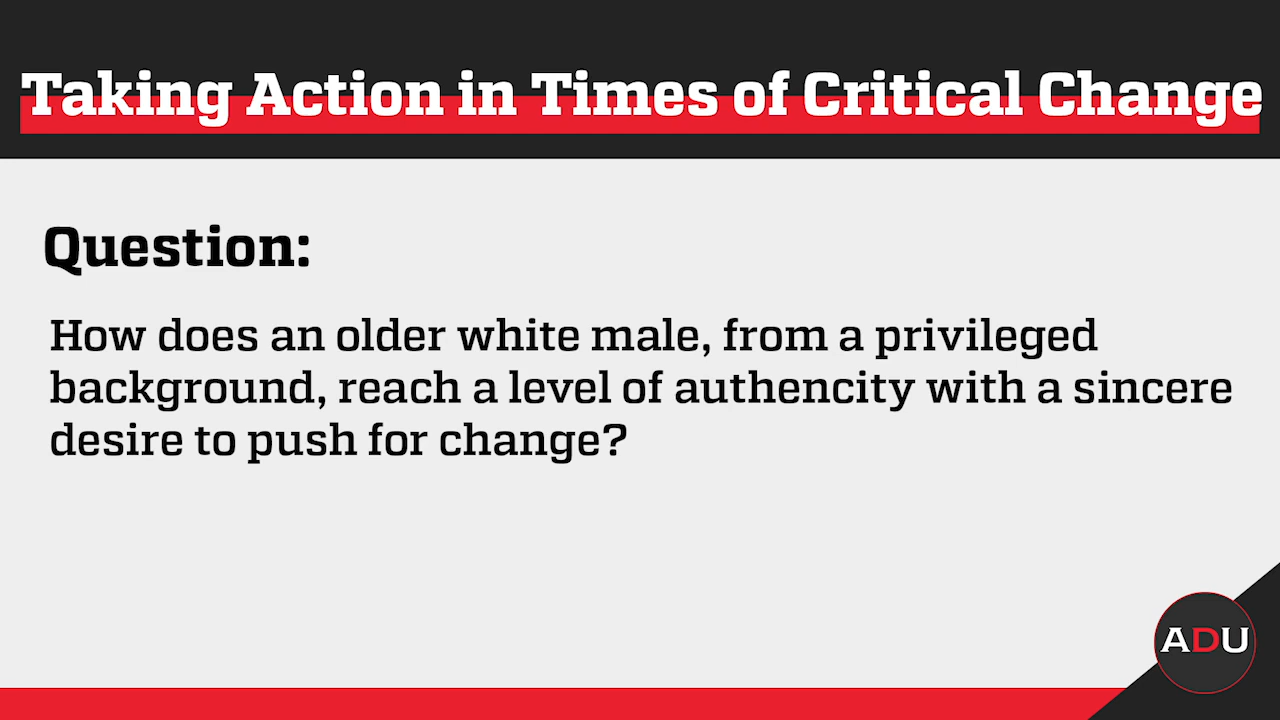 Taking Action in Times of Critical Change
Question:
How does an older white male, from a privileged
background, reach a level of authencity with a sincere
desire to push for change?
ADU